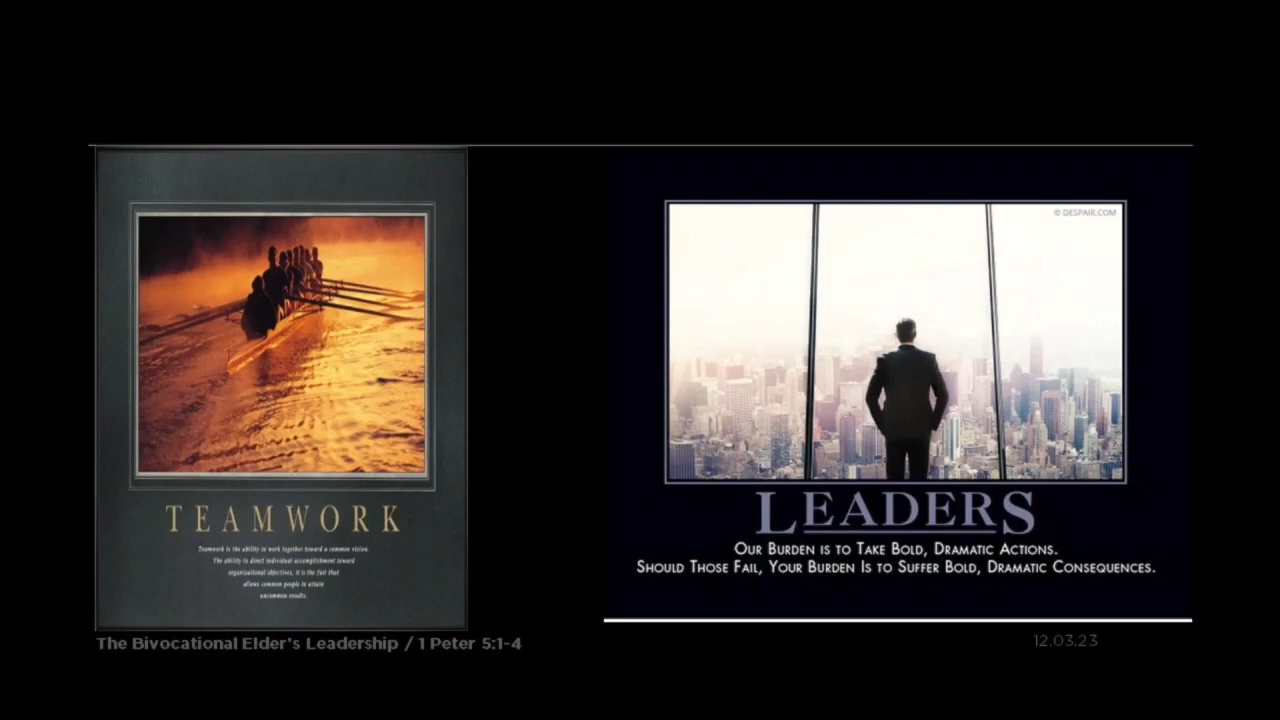 TEAMWORK
Teamwork is the ability to work together toward a common vision.
The ability to direct individual accomplishment toward
organizational objectives, it is the fuel that
allows common people to attain
uncommon results.
© DESPAIR.COM
LEADERS
OUR BURDEN IS TO TAKE BOLD, DRAMATIC ACTIONS.
SHOULD THOSE FAIL, YOUR BURDEN IS TO SUFFER BOLD, DRAMATIC CONSEQUENCES.
The Bivocational Elder's Leadership / 1 Peter 5:1-4
12.03.23